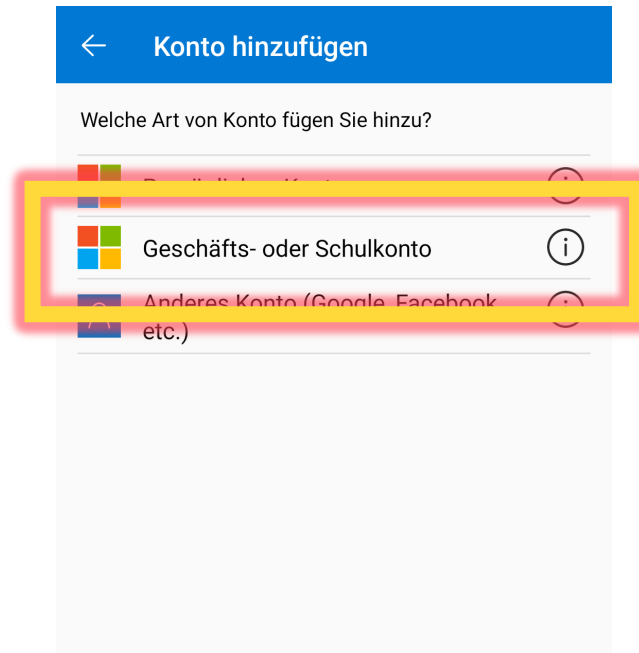 Konto hinzufügen
Welche Art von Konto fügen Sie hinzu?
Geschäfts- oder Schulkonto
Anderes Konto (Google, Facebook
etc.)